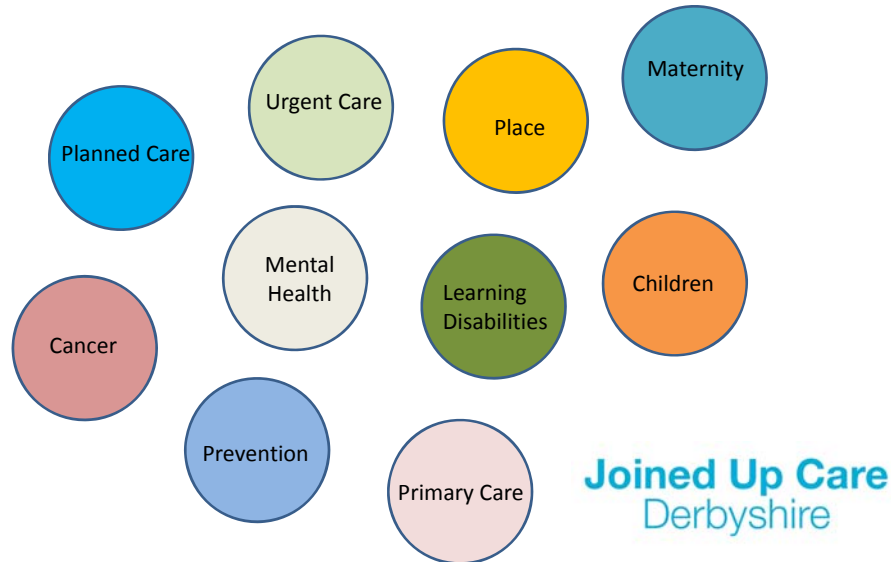 Maternity
Urgent Care
Place
Planned Care
Mental
Health
Children
Learning
Disabilities
Cancer
Prevention
Primary Care
Joined Up Care
Derbyshire